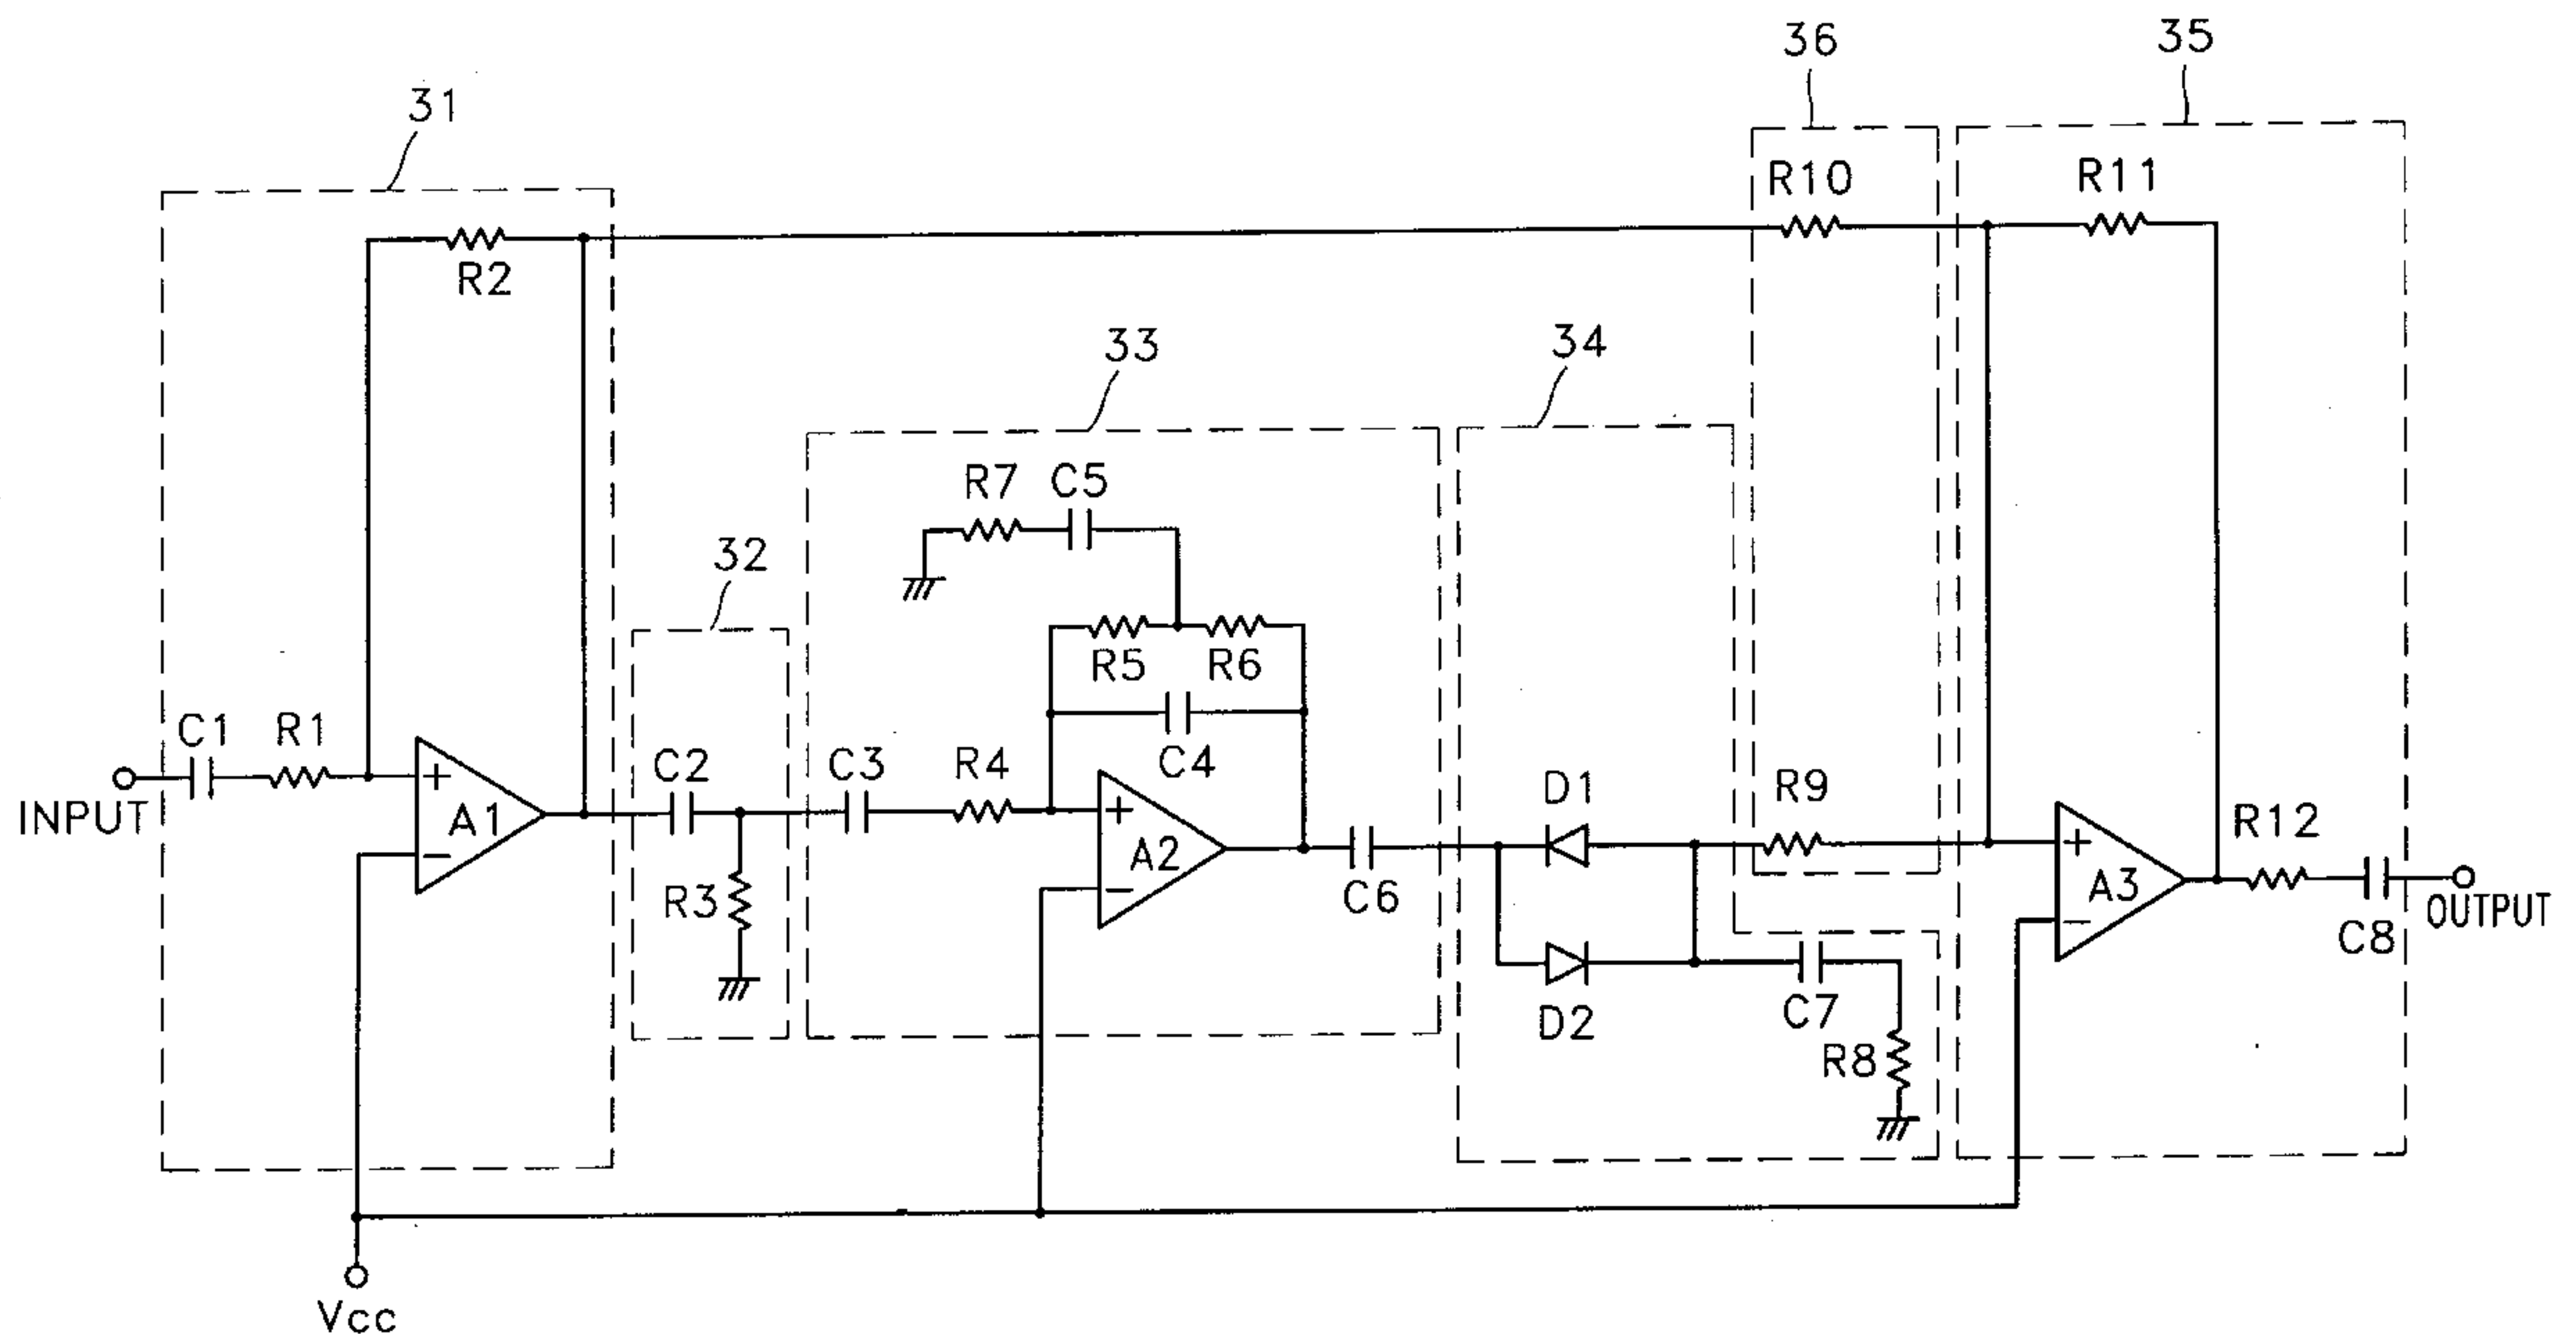 36
35
31
R10
R11
R2
33
34
R7
C5
32
R5
R6
C1
R1
C2
C3
R4
C4
D1
R9
INPUT
+
A1
−
+
A2
−
+
A3
−
R12
R3
C6
C8
OUTPUT
D2
C7
R8
Vcc